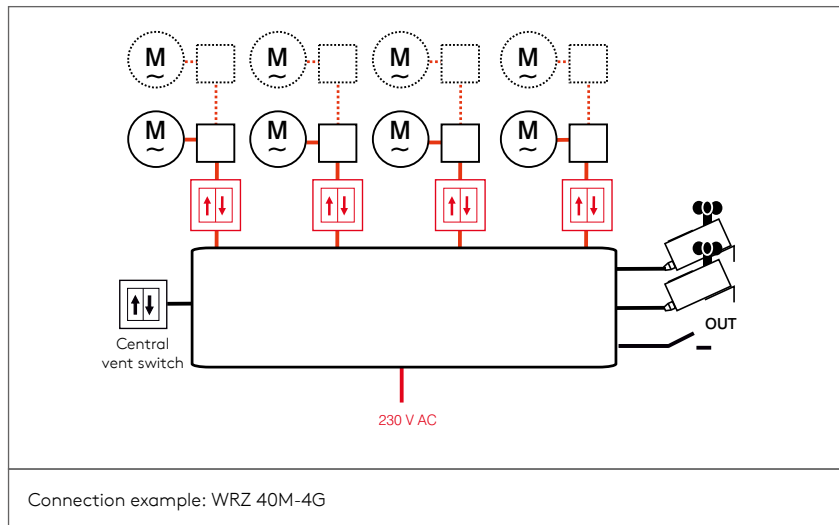 M M M M
~ ~ ~ ~
M M M M
~ ~ ~ ~
OUT
Central
vent switch
230 V AC
Connection example: WRZ 40M-4G